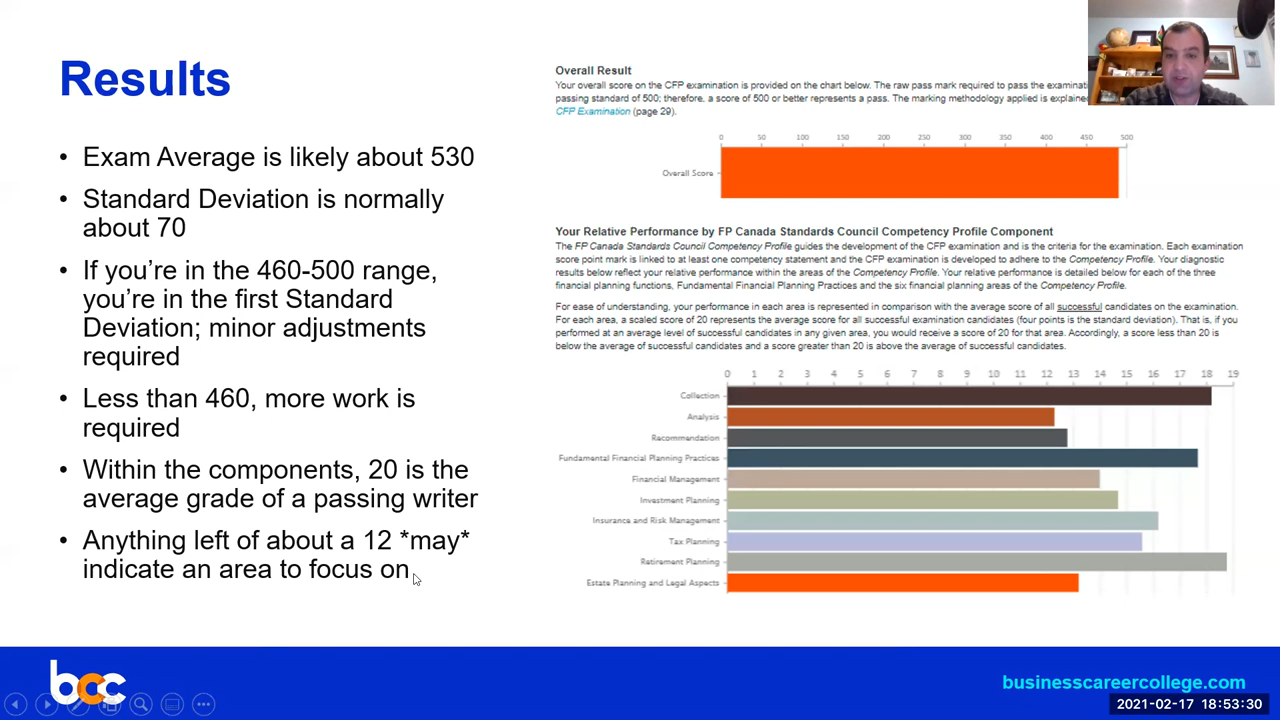 Results
• Exam Average is likely about 530
• Standard Deviation is normally
about 70
• If you’re in the 460-500 range,
you’re in the first Standard
Deviation; minor adjustments
required
• Less than 460, more work is
required
• Within the components, 20 is the
average grade of a passing writer
• Anything left of about a 12 *may*
indicate an area to focus on
Overall Result
Your overall score on the CFP examination is provided on the chart below. The raw pass mark required to pass the examina
passing standard of 500; therefore, a score of 500 or better represents a pass. The marking methodology applied is explaine
CFP Examination (page 29).
0 50 100 150 200 250 300 350 400 450 500
Overall Score
Your Relative Performance by FP Canada Standards Council Competency Profile Component
The FP Canada Standards Council Competency Profile guides the development of the CFP examination and is the criteria for the examination. Each examination
score point mark is linked to at least one competency statement and the CFP examination is developed to adhere to the Competency Profile. Your diagnostic
results below reflect your relative performance within the areas of the Competency Profile. Your relative performance is detailed below for each of the three
financial planning functions, Fundamental Financial Planning Practices and the six financial planning areas of the Competency Profile.
For ease of understanding, your performance in each area is represented in comparison with the average score of all successful candidates on the examination.
For each area, a scaled score of 20 represents the average score for all successful examination candidates (four points is the standard deviation). That is, if you
performed at an average level of successful candidates in any given area, you would receive a score of 20 for that area. Accordingly, a score less than 20 is
below the average of successful candidates and a score greater than 20 is above the average of successful candidates.
0 1 2 3 4 5 6 7 8 9 10 11 12 13 14 15 16 17 18 19
Collection
Analysis
Recommendation
Fundamental Financial Planning Practices
Financial Management
Investment Planning
Insurance and Risk Management
Tax Planning
Retirement Planning
Estate Planning and Legal Aspects
bcc
businesscareercollege.com
2021-02-17 18:53:30